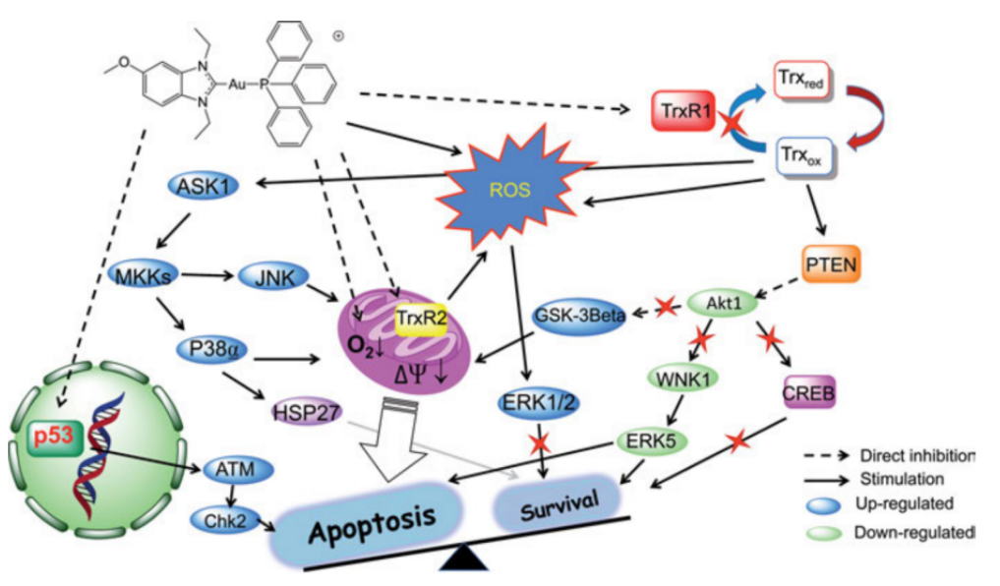 ⊕
O
N
N
Au
P
TrxR1
Trxred
Trxox
ROS
ASK1
MKKs
JNK
P38α
HSP27
TrxR2
O2↓
ΔΨ ↓
GSK-3Beta
Akt1
PTEN
WNK1
CREB
ERK1/2
ERK5
p53
ATM
Chk2
Apoptosis
Survival
Direct inhibition
Stimulation
Up-regulated
Down-regulated